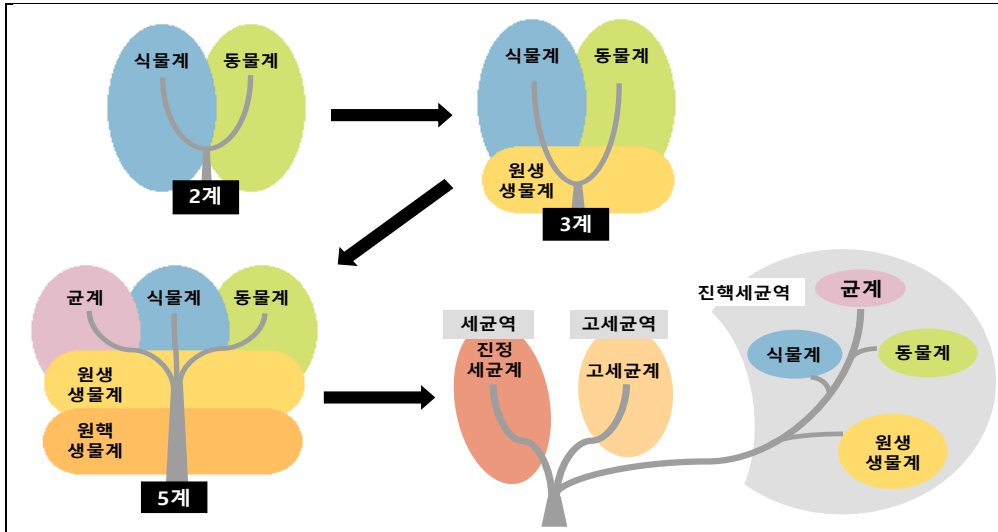 식물계
동물계
2계
식물계
동물계
원생
생물계
3계
균계
식물계
동물계
원생
생물계
원핵
생물계
5계
세균역
진정
세균계
고세균역
고세균계
진핵세균역
균계
식물계
동물계
원생
생물계